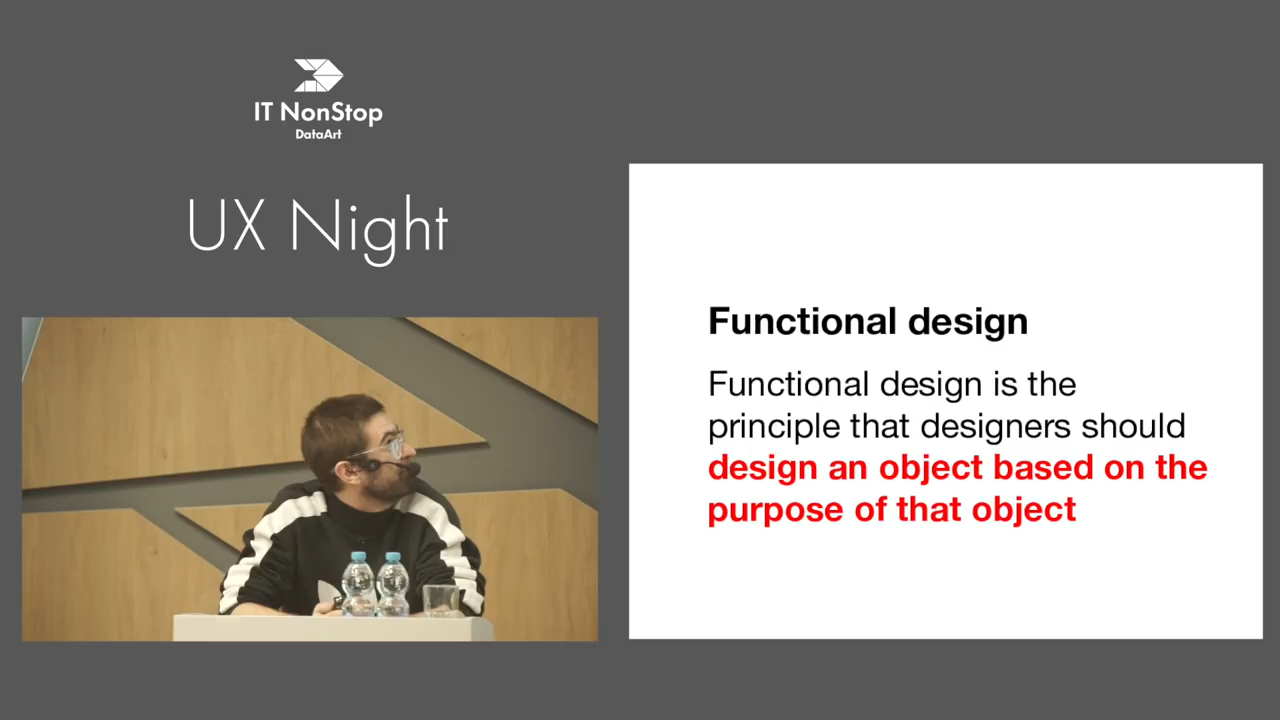 IT NonStop
DataArt
UX Night
Functional design
Functional design is the
principle that designers should
design an object based on the
purpose of that object